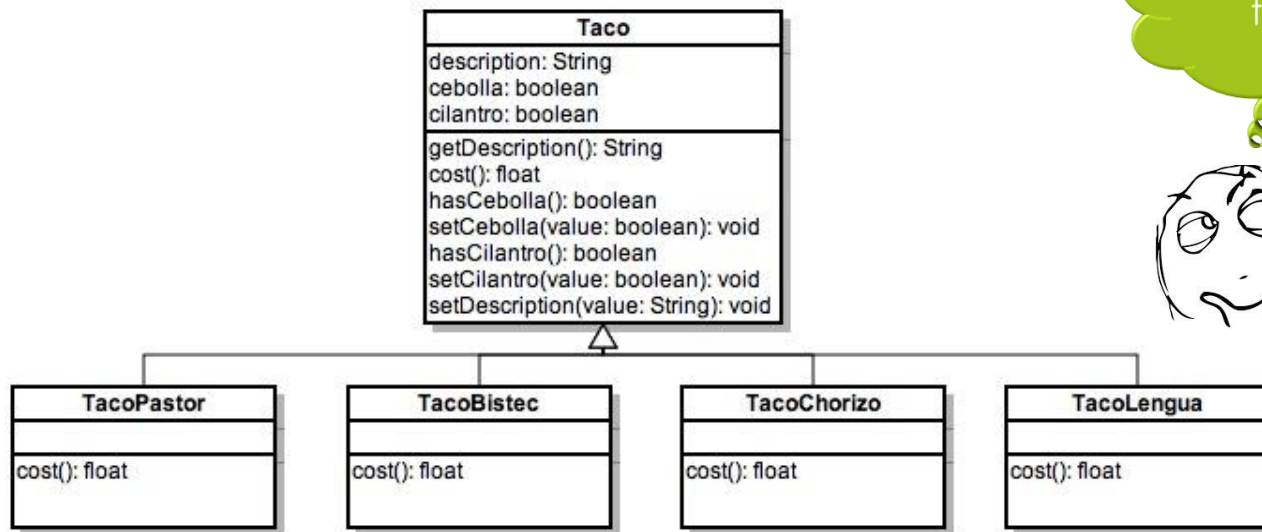 Taco
description: String
cebolla: boolean
cilantro: boolean
getDescription(): String
cost(): float
hasCebolla(): boolean
setCebolla(value: boolean): void
hasCilantro(): boolean
setCilantro(value: boolean): void
setDescription(value: String): void
TacoPastor
cost(): float
TacoBistec
cost(): float
TacoChorizo
cost(): float
TacoLengua
cost(): float